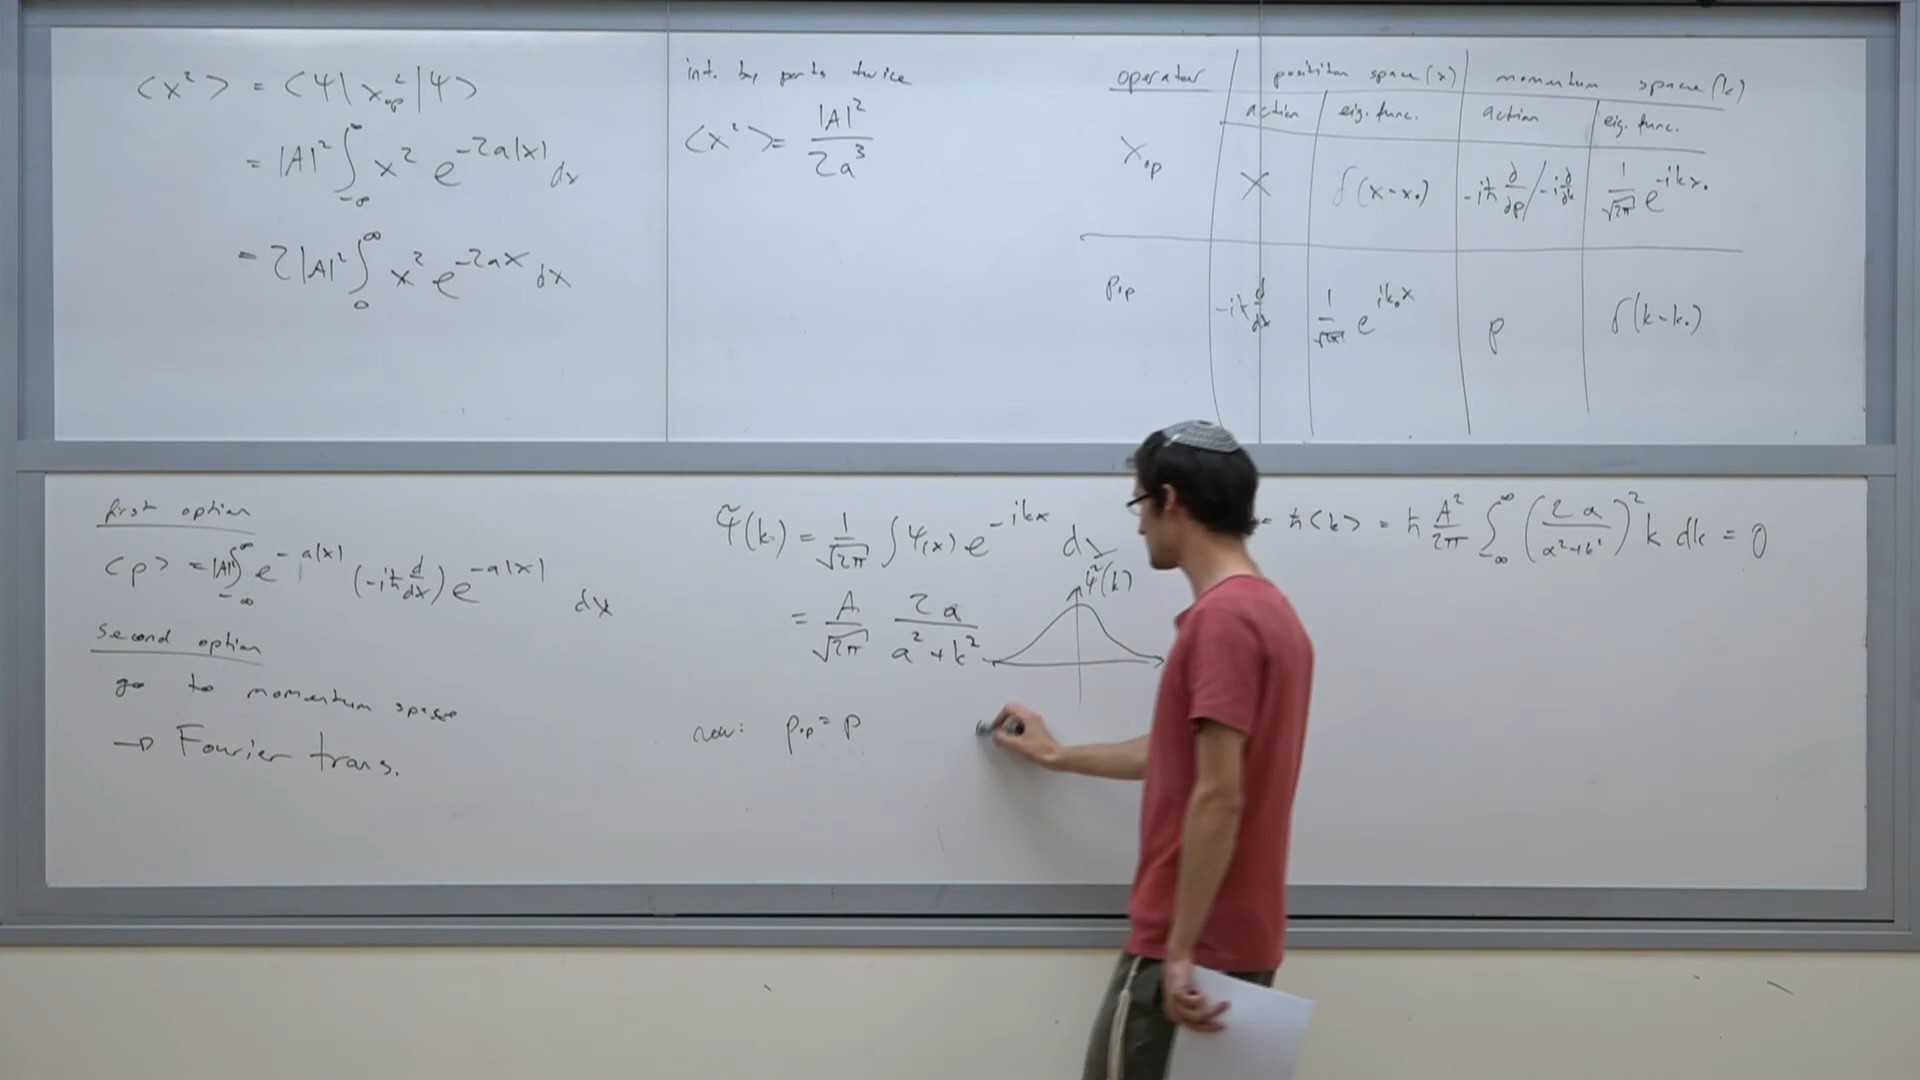 ⟨x²⟩ = ⟨ψ|x²ₒₚ|ψ⟩
= |A|² ∫_{-∞}^{∞} x² e^{-2a|x|} dx
= 2|A|² ∫_0^∞ x² e^{-2ax} dx
int. by parts twice
⟨x²⟩ = |A|² / 2a³
operator position space (x) momentum space (k)
action eig. func. action eig. func.
X_op X δ(x-x₀) -iħ ∂/∂p / -i ∂/∂k 1/√2π e^{-ikx₀}
P_op -iħ d/dx 1/√2π e^{ik₀x} p δ(k-k₀)
first option
⟨p⟩ = |A|² ∫_{-∞}^{∞} e^{-a|x|} (-iħ d/dx) e^{-a|x|} dx
second option
go to momentum space
→ Fourier trans.
ψ̃(k) = 1/√2π ∫ψ(x) e^{-ikx} dx
= A/√2π 2a/(a²+k²)
ψ̃(k)
now: p_op = p
= ħ⟨k⟩ = ħ A²/2π ∫_{-∞}^{∞} (2a/(a²+k²))² k dk = 0